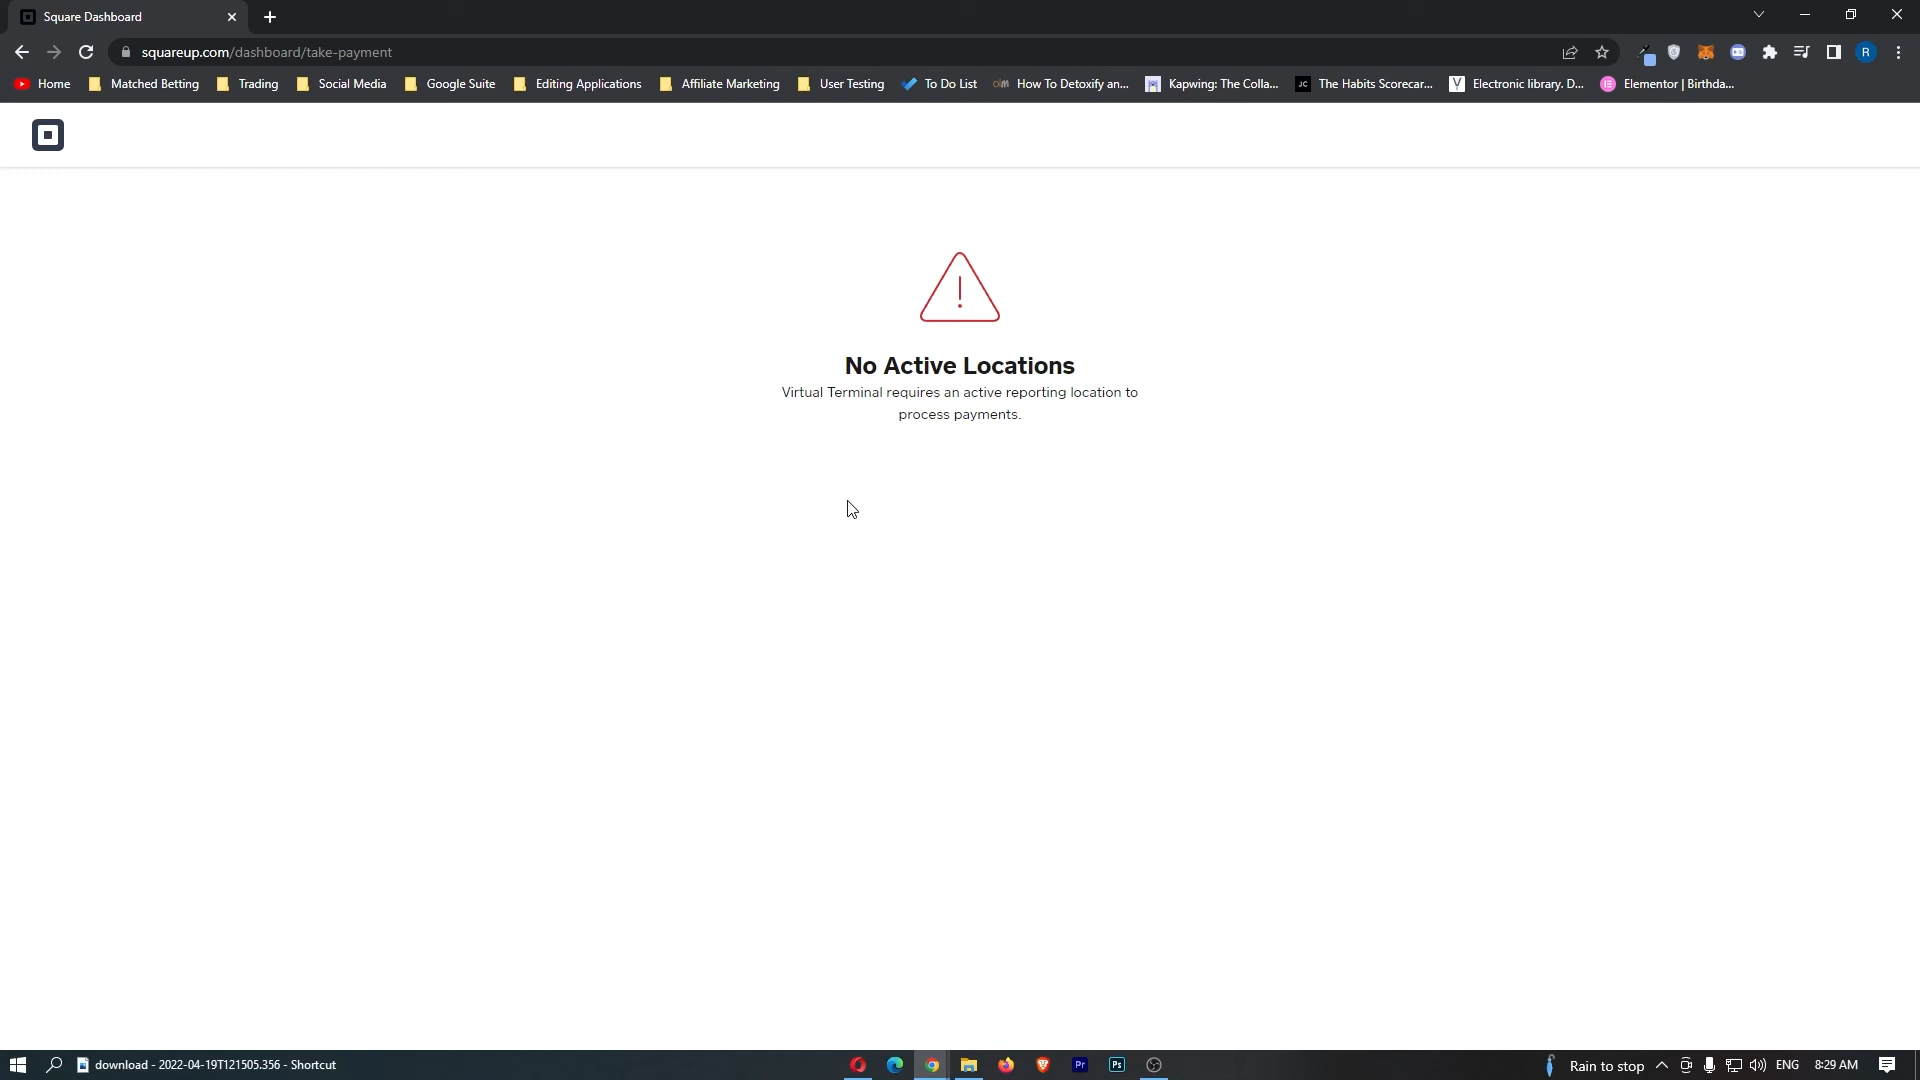 Square Dashboard
squareup.com/dashboard/take-payment
R
Home Matched Betting Trading Social Media Google Suite Editing Applications Affiliate Marketing User Testing To Do List How To Detoxify an... Kapwing: The Colla... JC The Habits Scorecar... Electronic library. D... Elementor | Birthda...
No Active Locations
Virtual Terminal requires an active reporting location to
process payments.
download - 2022-04-19T121505.356 - Shortcut Pr Ps Rain to stop ENG 8:29 AM